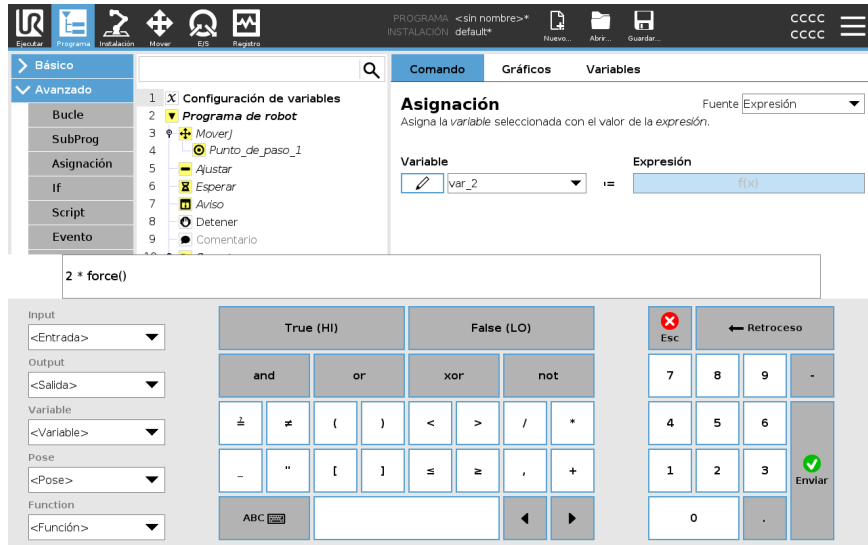 UR
PROGRAMA <sin nombre>*
INSTALACIÓN default*
CCCC
CCCC
Ejecutar Programa Instalación Mover E/S Registro
Nuevo... Abrir... Guardar...
Básico
Avanzado
Bucle
SubProg
Asignación
If
Script
Evento
1 X Configuración de variables
2 Programa de robot
3 MoverJ
4 Punto_de_paso_1
5 Ajustar
6 Esperar
7 Aviso
8 Detener
9 Comentario
Comando Gráficos Variables
Asignación
Fuente Expresión
Asigna la variable seleccionada con el valor de la expresión.
Variable Expresión
var_2 := f(x)
2 * force()
Input
<Entrada>
Output
<Salida>
Variable
<Variable>
Pose
<Pose>
Function
<Función>
True (HI) False (LO)
and or xor not
≟ ≠ ( ) < > / *
_ " [ ] ≤ ≥ , +
ABC
Esc Retroceso
7 8 9 -
4 5 6
1 2 3 Enviar
0 .